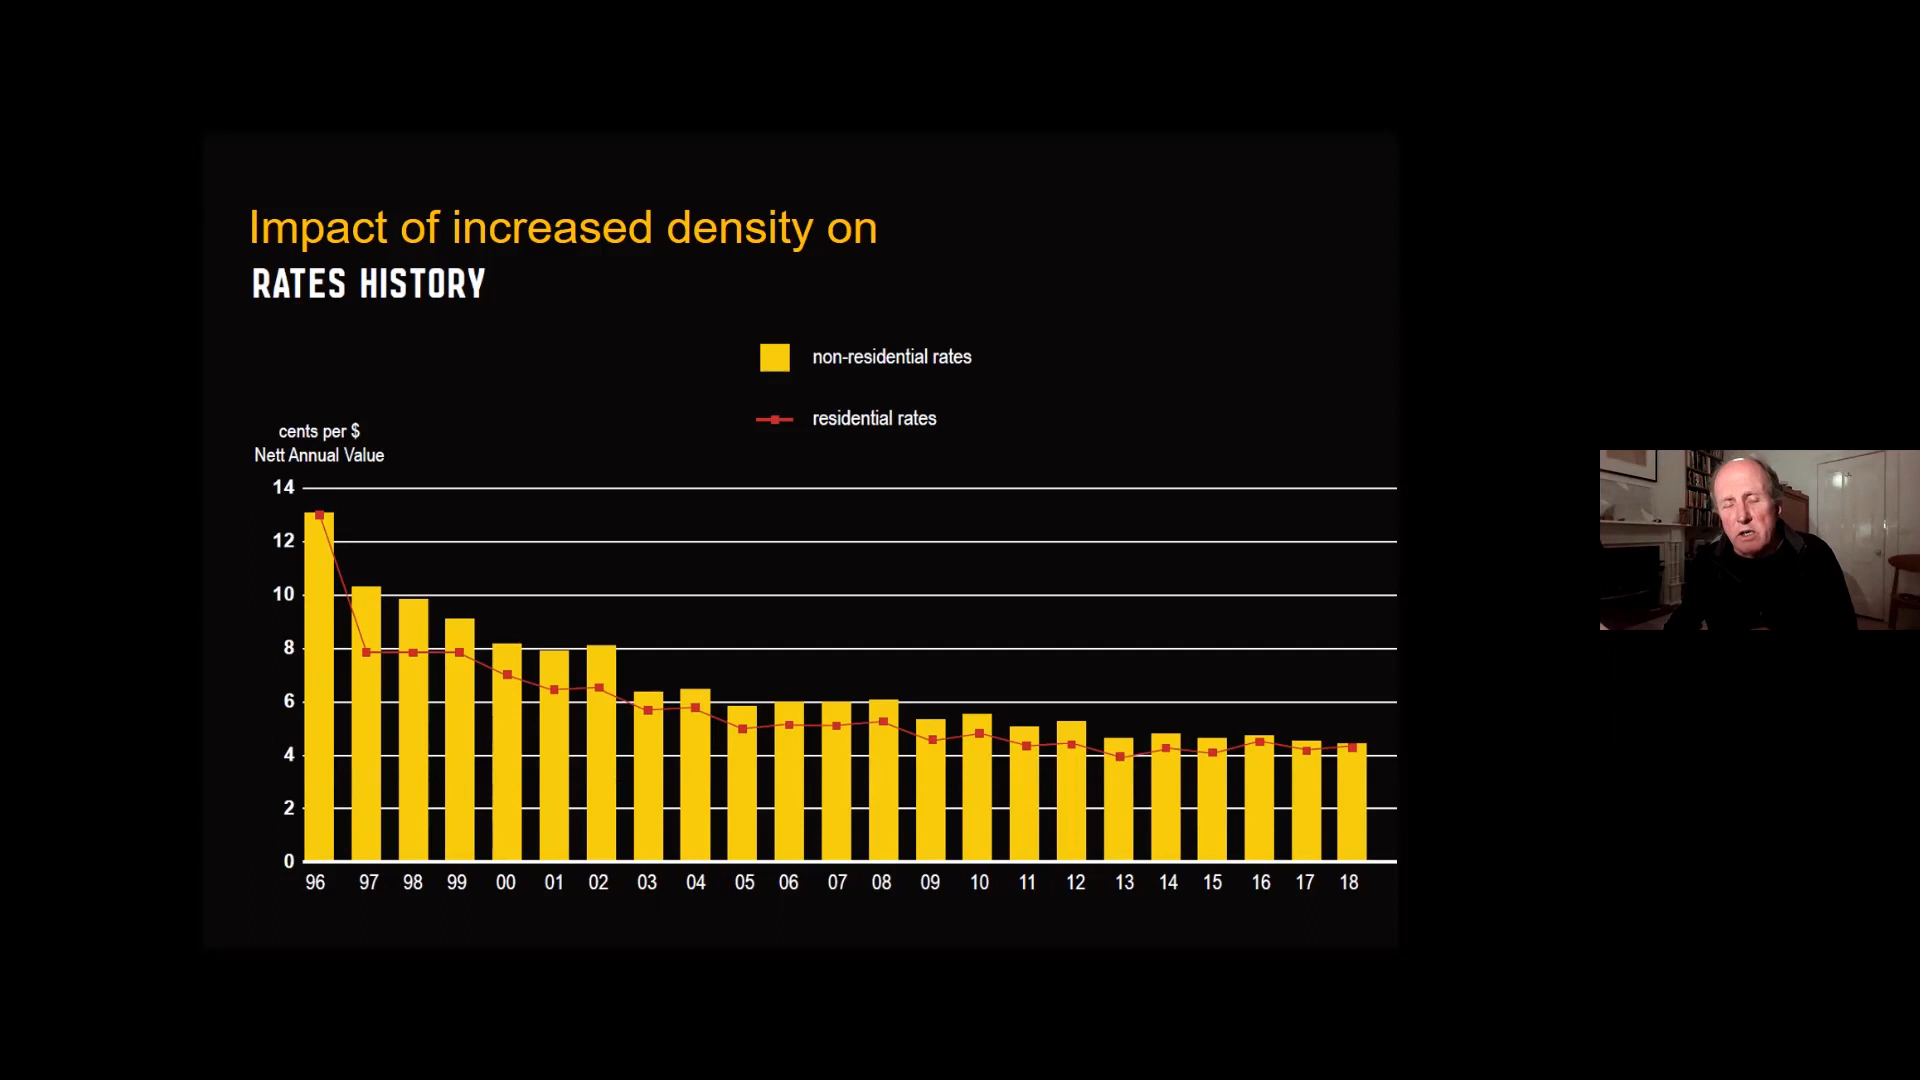 Impact of increased density on
RATES HISTORY
non-residential rates
residential rates
cents per $
Nett Annual Value
14
12
10
8
6
4
2
0
96 97 98 99 00 01 02 03 04 05 06 07 08 09 10 11 12 13 14 15 16 17 18